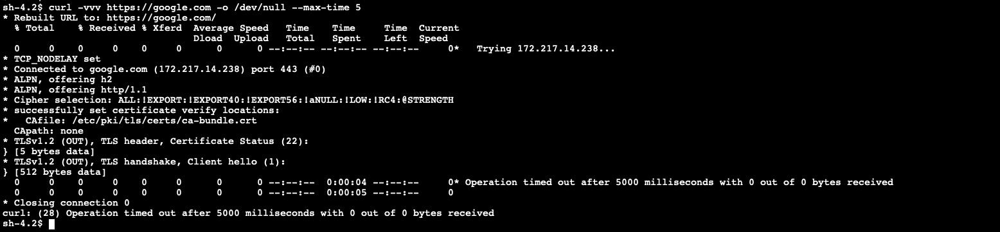 sh-4.2$ curl -vvv https://google.com -o /dev/null --max-time 5
* Rebuilt URL to: https://google.com/
  % Total    % Received % Xferd  Average Speed   Time    Time     Time  Current
                                 Dload  Upload   Total   Spent    Left  Speed
  0     0    0     0    0     0      0      0 --:--:-- --:--:-- --:--:--     0*   Trying 172.217.14.238...
* TCP_NODELAY set
* Connected to google.com (172.217.14.238) port 443 (#0)
* ALPN, offering h2
* ALPN, offering http/1.1
* Cipher selection: ALL:!EXPORT:!EXPORT40:!EXPORT56:!aNULL:!LOW:!RC4:@STRENGTH
* successfully set certificate verify locations:
*   CAfile: /etc/pki/tls/certs/ca-bundle.crt
  CApath: none
* TLSv1.2 (OUT), TLS header, Certificate Status (22):
} [5 bytes data]
* TLSv1.2 (OUT), TLS handshake, Client hello (1):
} [512 bytes data]
  0     0    0     0    0     0      0      0 --:--:--  0:00:04 --:--:--     0* Operation timed out after 5000 milliseconds with 0 out of 0 bytes received
  0     0    0     0    0     0      0      0 --:--:--  0:00:05 --:--:--     0
* Closing connection 0
curl: (28) Operation timed out after 5000 milliseconds with 0 out of 0 bytes received
sh-4.2$